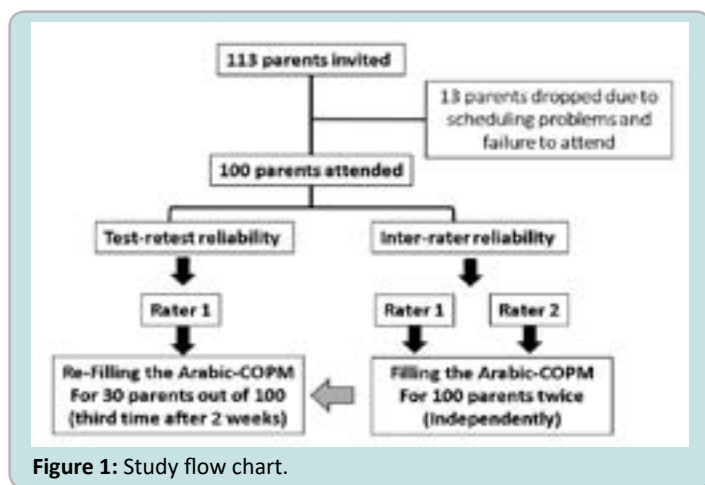 113 parents invited
13 parents dropped due to
scheduling problems and
failure to attend
100 parents attended
Test-retest reliability
Inter-rater reliability
Rater 1
Rater 1
Rater 2
Re-Filling the Arabic-COPM
For 30 parents out of 100
(third time after 2 weeks)
Filling the Arabic-COPM
For 100 parents twice
(Independently)
Figure 1: Study flow chart.